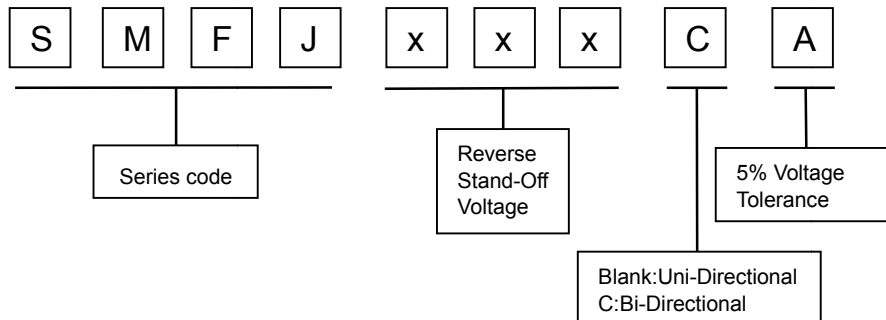 S M F J x x x C A
Series code
Reverse
Stand-Off
Voltage
5% Voltage
Tolerance
Blank:Uni-Directional
C:Bi-Directional